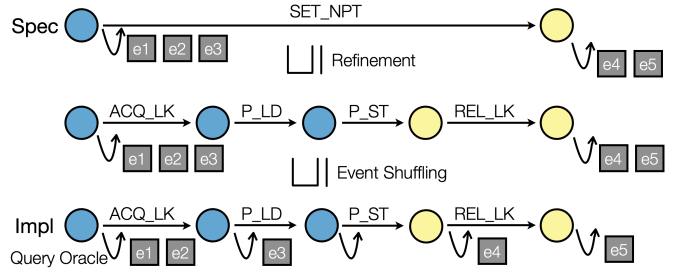 SET_NPT
Spec
e1 e2 e3
e4 e5
Refinement
ACQ_LK P_LD P_ST REL_LK
e1 e2 e3
e4 e5
Event Shuffling
Impl
ACQ_LK P_LD P_ST REL_LK
Query Oracle
e1 e2 e3 e4 e5